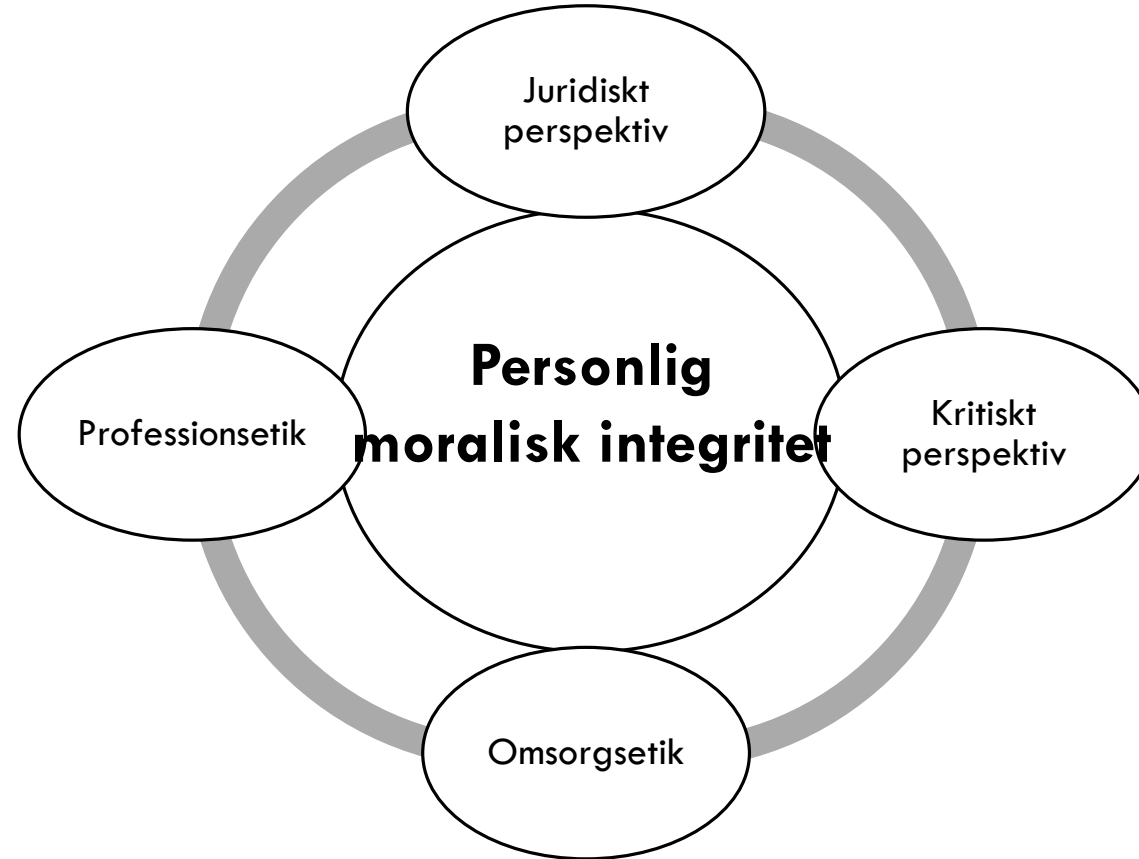 Juridiskt
perspektiv
Personlig
moralisk integritet
Professionsetik
Kritiskt
perspektiv
Omsorgsetik